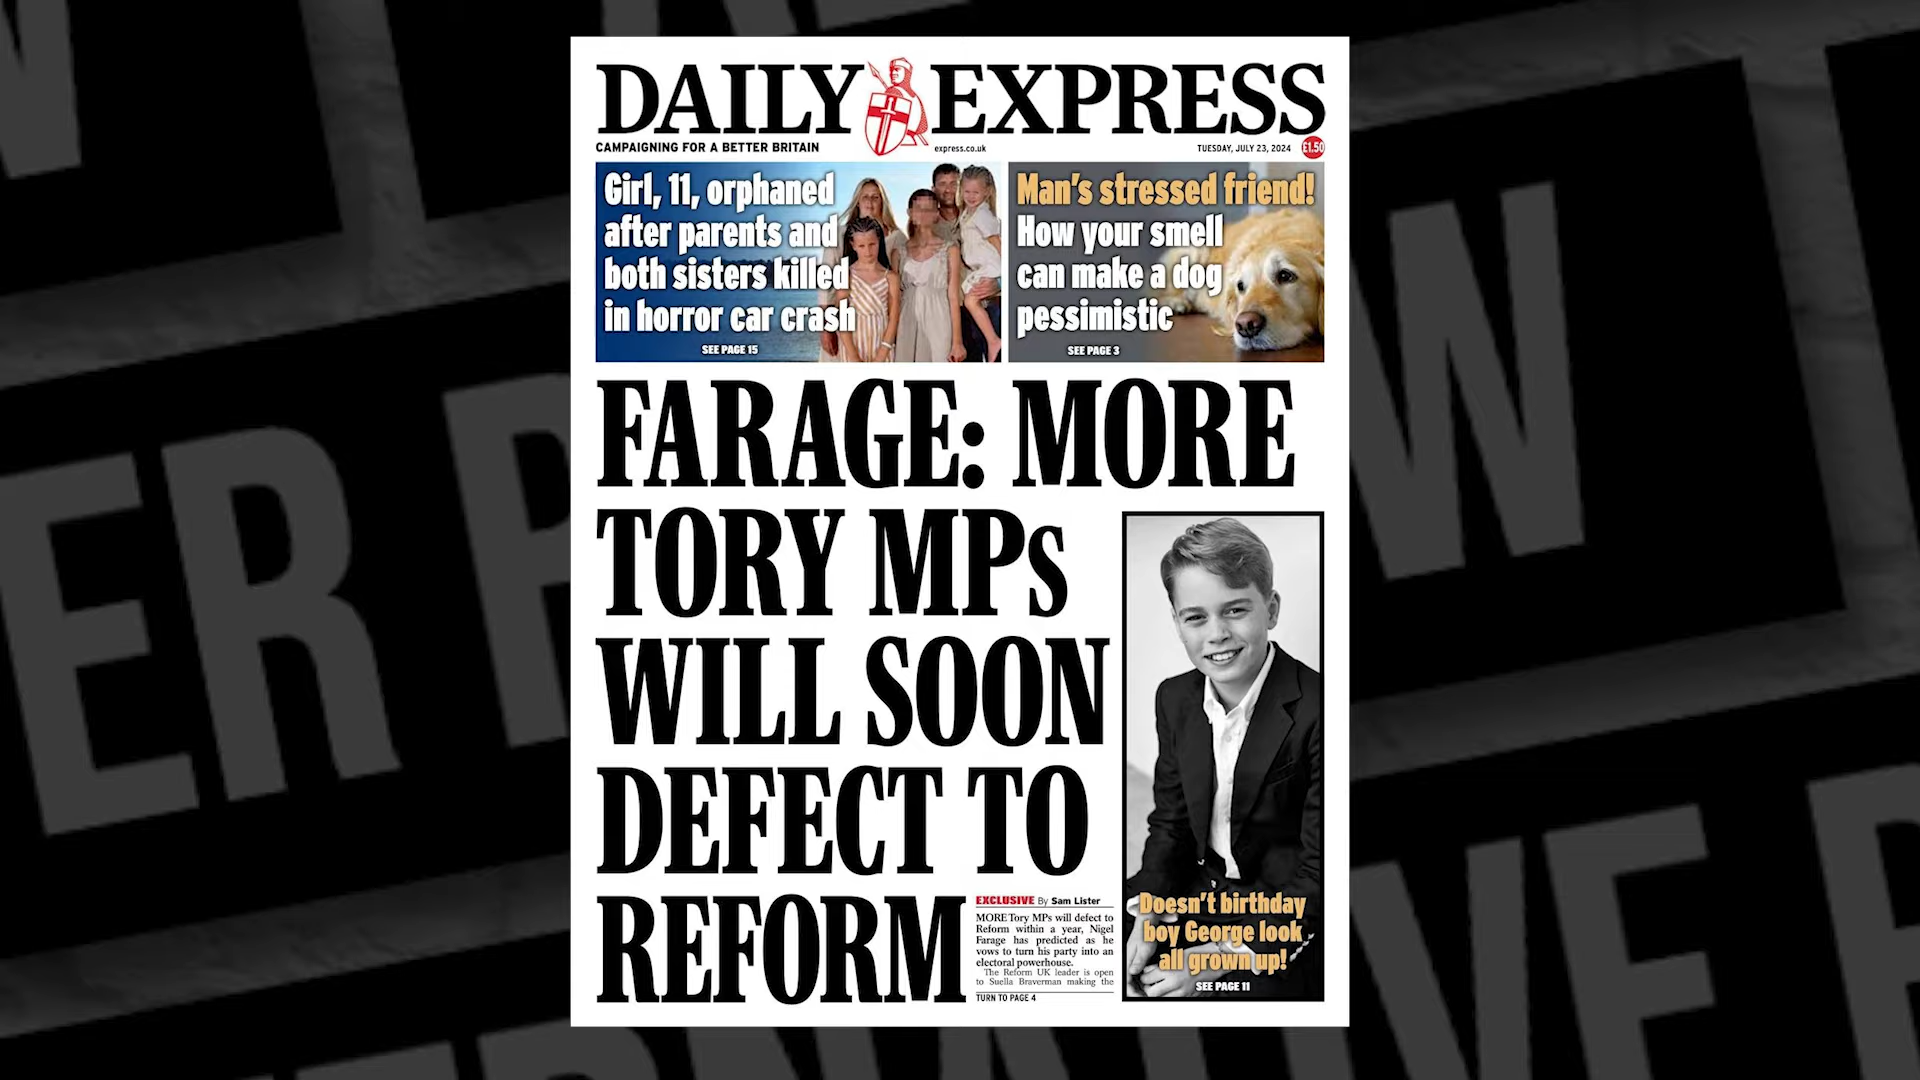 DAILY EXPRESS
CAMPAIGNING FOR A BETTER BRITAIN
express.co.uk
TUESDAY, JULY 23, 2024
£1.50
Girl, 11, orphaned
after parents and
both sisters killed
in horror car crash
SEE PAGE 15
Man's stressed friend!
How your smell
can make a dog
pessimistic
SEE PAGE 3
FARAGE: MORE
TORY MPs
WILL SOON
DEFECT TO
REFORM
EXCLUSIVE By Sam Lister
MORE Tory MPs will defect to
Reform within a year, Nigel
Farage has predicted as he
vows to turn his party into an
electoral powerhouse.
The Reform UK leader is open
to Suella Braverman making the
TURN TO PAGE 4
Doesn't birthday
boy George look
all grown up!
SEE PAGE 11